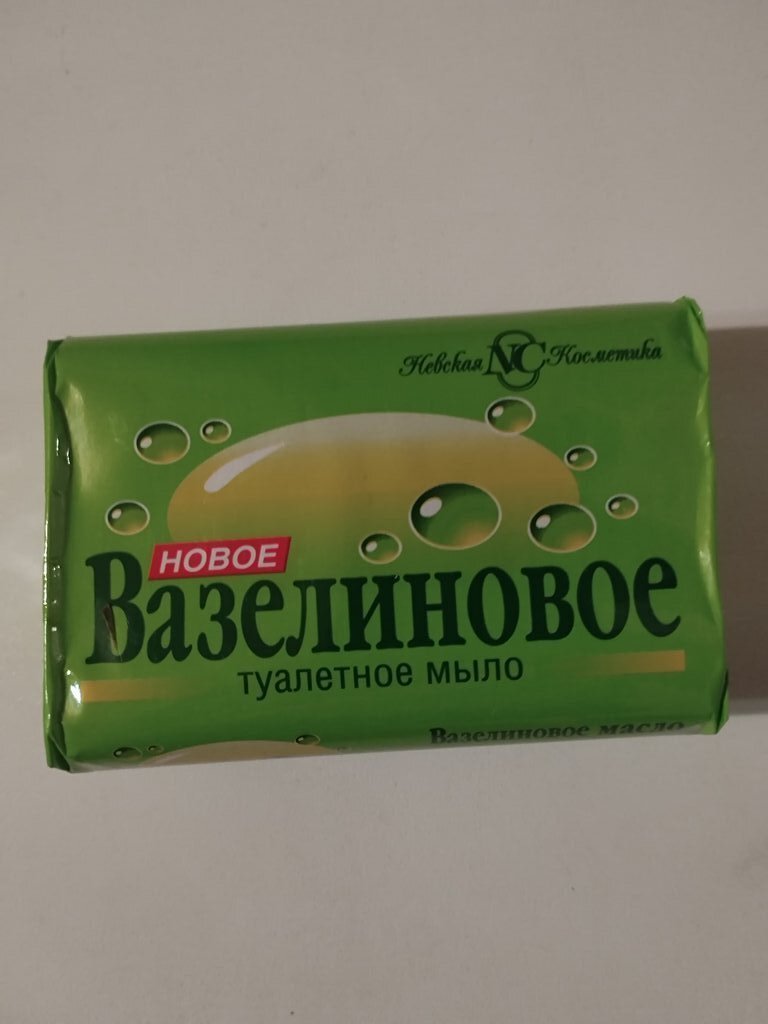 Невская NC Косметика
НОВОЕ
Вазелиновое
туалетное мыло
Вазелиновое масло